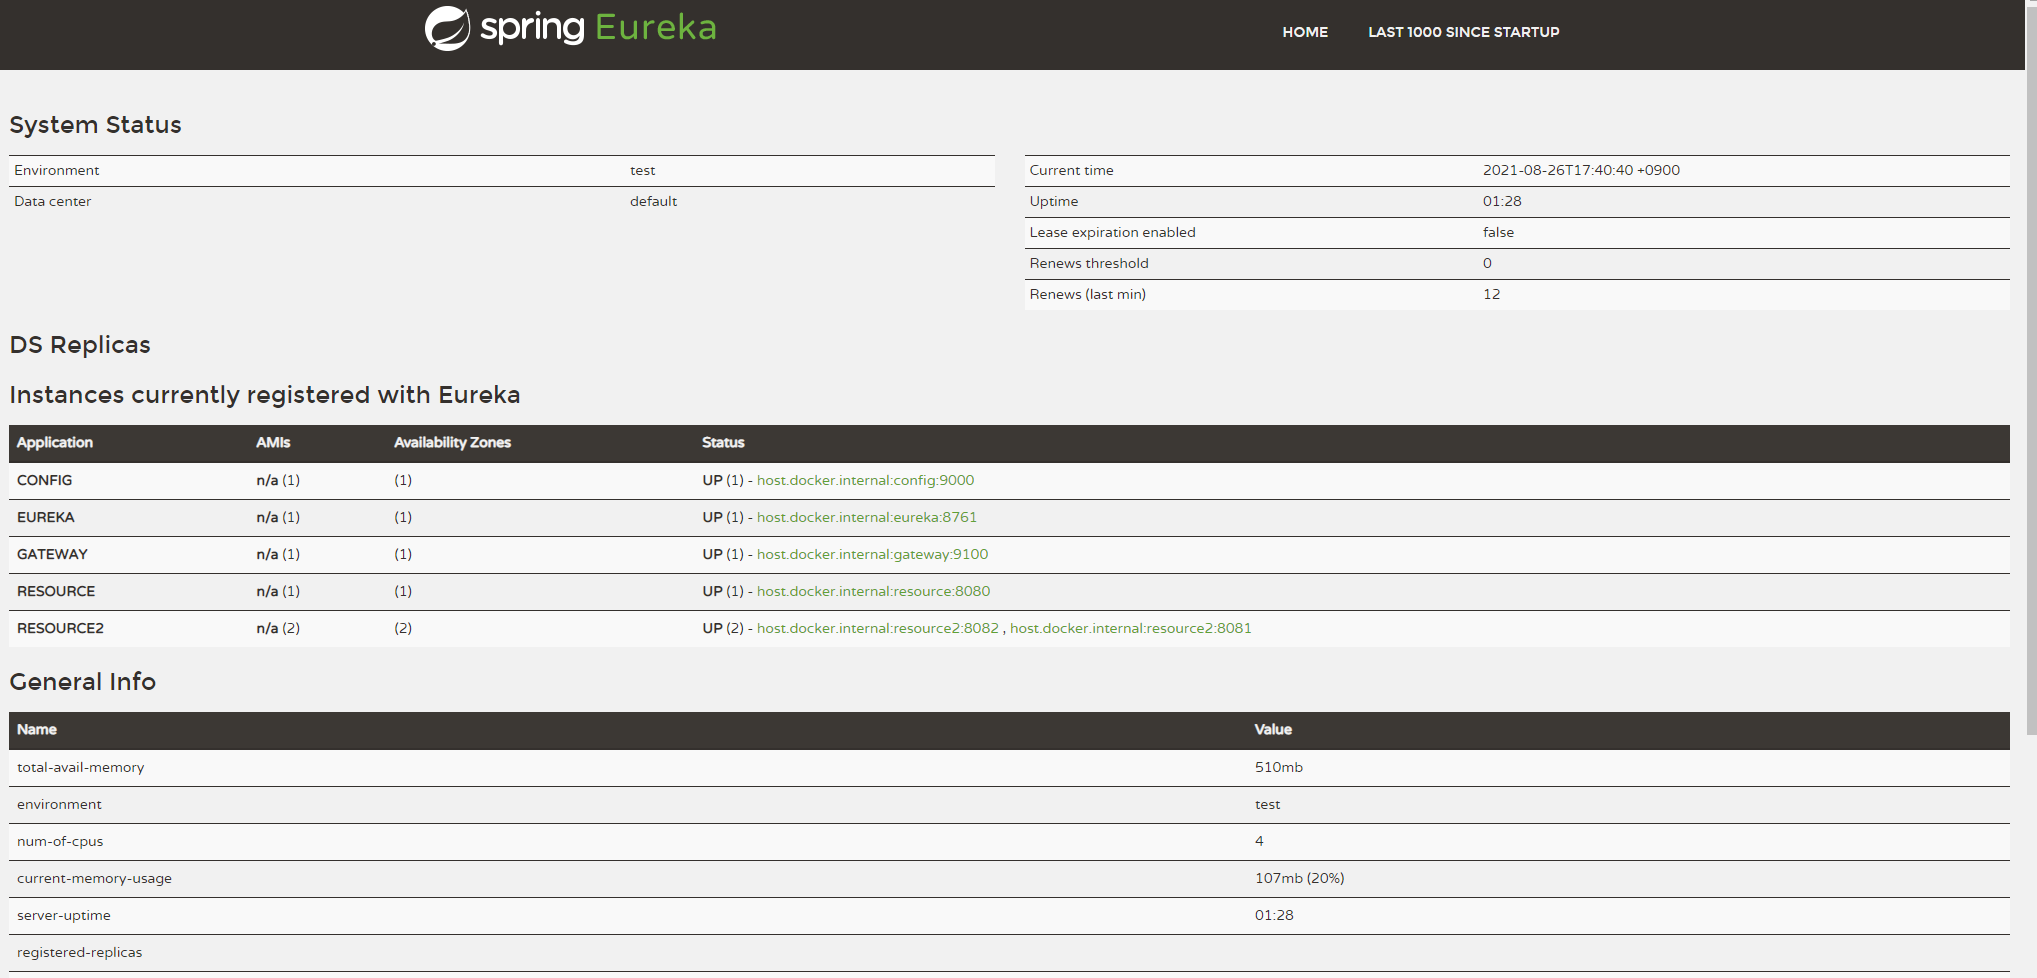 spring Eureka
HOME LAST 1000 SINCE STARTUP
System Status
Environment test
Data center default
Current time 2021-08-26T17:40:40 +0900
Uptime 01:28
Lease expiration enabled false
Renews threshold 0
Renews (last min) 12
DS Replicas
Instances currently registered with Eureka
Application AMIs Availability Zones Status
CONFIG n/a (1) (1) UP (1) - host.docker.internal:config:9000
EUREKA n/a (1) (1) UP (1) - host.docker.internal:eureka:8761
GATEWAY n/a (1) (1) UP (1) - host.docker.internal:gateway:9100
RESOURCE n/a (1) (1) UP (1) - host.docker.internal:resource:8080
RESOURCE2 n/a (2) (2) UP (2) - host.docker.internal:resource2:8082 , host.docker.internal:resource2:8081
General Info
Name Value
total-avail-memory 510mb
environment test
num-of-cpus 4
current-memory-usage 107mb (20%)
server-uptime 01:28
registered-replicas